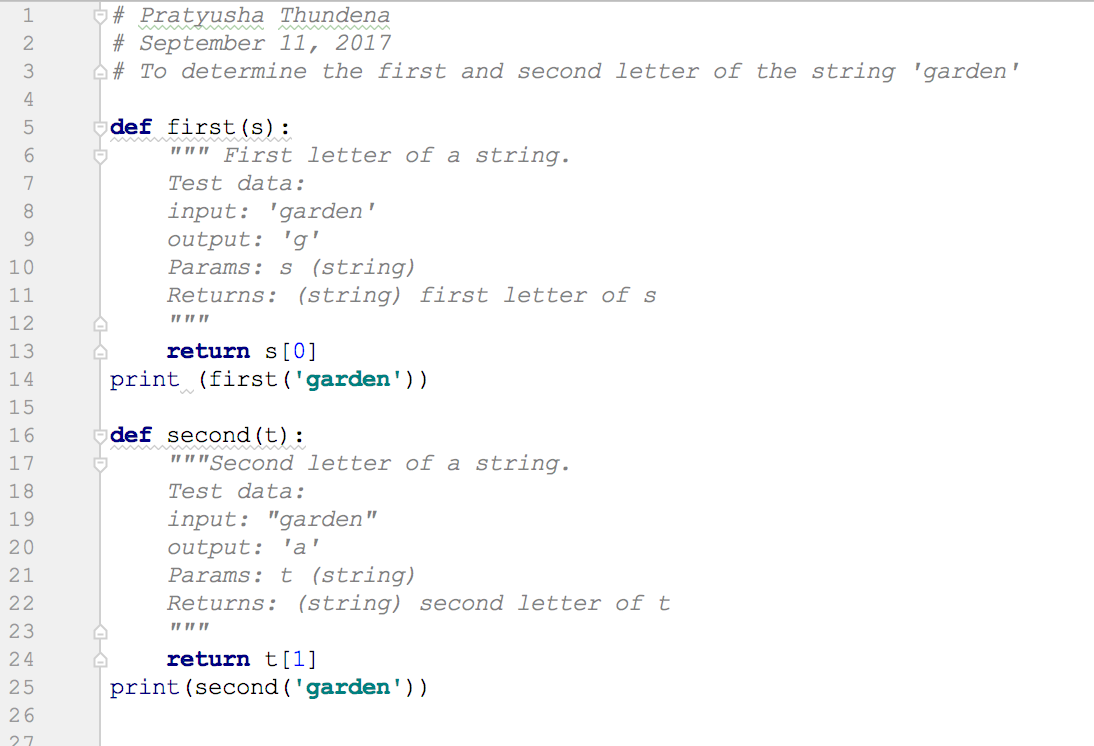 1 # Pratyusha Thundena
2 # September 11, 2017
3 # To determine the first and second letter of the string 'garden'
4
5 def first(s):
6     """ First letter of a string.
7     Test data:
8     input: 'garden'
9     output: 'g'
10     Params: s (string)
11     Returns: (string) first letter of s
12     """
13     return s[0]
14 print (first('garden'))
15
16 def second(t):
17     """Second letter of a string.
18     Test data:
19     input: "garden"
20     output: 'a'
21     Params: t (string)
22     Returns: (string) second letter of t
23     """
24     return t[1]
25 print(second('garden'))
26
27